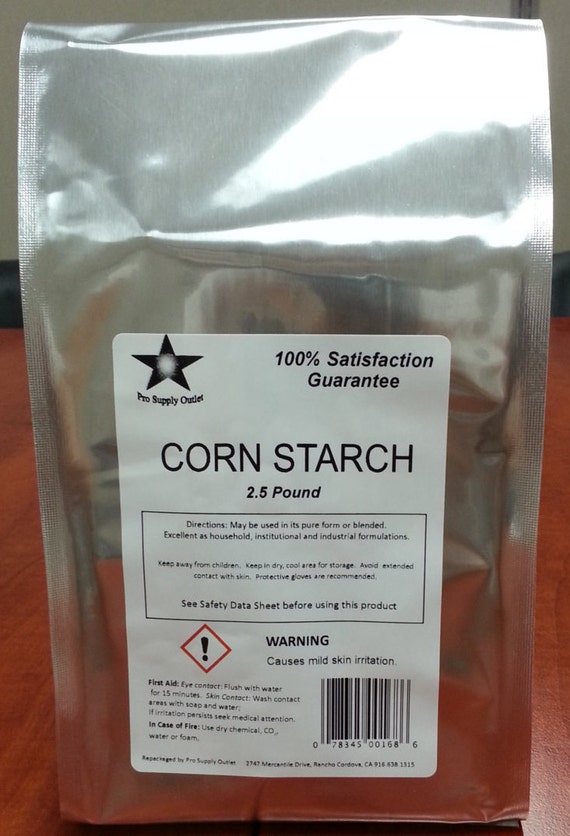 100% Satisfaction
Guarantee
Pro Supply Outlet
CORN STARCH
2.5 Pound
Directions: May be used in its pure form or blended.
Excellent as household, institutional and industrial formulations.
Keep away from children. Keep in dry, cool area for storage. Avoid extended
contact with skin. Protective gloves are recommended.
See Safety Data Sheet before using this product
WARNING
Causes mild skin irritation.
First Aid: Eye contact: Flush with water
for 15 minutes. Skin Contact: Wash contact
areas with soap and water;
If irritation persists seek medical attention.
In Case of Fire: Use dry chemical, CO₂,
water or foam.
0 78345 00168 6
Repackaged by Pro Supply Outlet 2747 Mercantile Drive, Rancho Cordova, CA 916.638.1315